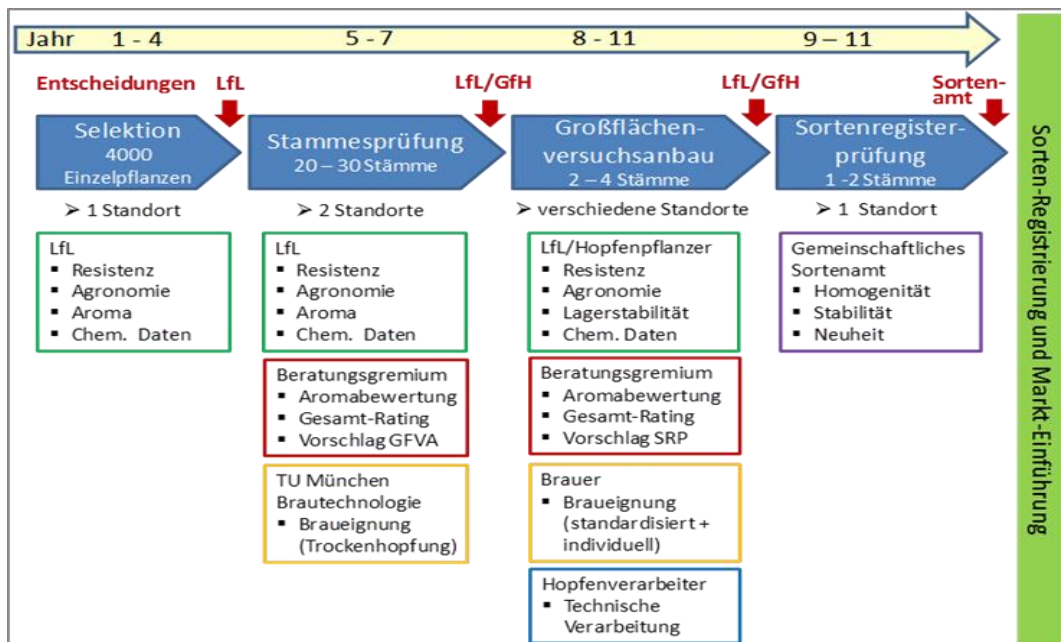 Jahr 1 - 4 5 - 7 8 - 11 9 – 11
Entscheidungen LfL LfL/GfH LfL/GfH Sorten-
amt
Selektion
4000
Einzelpflanzen
➢ 1 Standort
LfL
▪ Resistenz
▪ Agronomie
▪ Aroma
▪ Chem. Daten
Stammesprüfung
20 – 30 Stämme
➢ 2 Standorte
LfL
▪ Resistenz
▪ Agronomie
▪ Aroma
▪ Chem. Daten
Beratungsgremium
▪ Aromabewertung
▪ Gesamt-Rating
▪ Vorschlag GFVA
TU München
Brautechnologie
▪ Braueignung
(Trockenhopfung)
Großflächen-
versuchsanbau
2 – 4 Stämme
➢ verschiedene Standorte
LfL/Hopfenpflanzer
▪ Resistenz
▪ Agronomie
▪ Lagerstabilität
▪ Chem. Daten
Beratungsgremium
▪ Aromabewertung
▪ Gesamt-Rating
▪ Vorschlag SRP
Brauer
▪ Braueignung
(standardisiert +
individuell)
Hopfenverarbeiter
▪ Technische
Verarbeitung
Sortenregister-
prüfung
1 -2 Stämme
➢ 1 Standort
Gemeinschaftliches
Sortenamt
▪ Homogenität
▪ Stabilität
▪ Neuheit
Sorten-Registrierung und Markt-Einführung